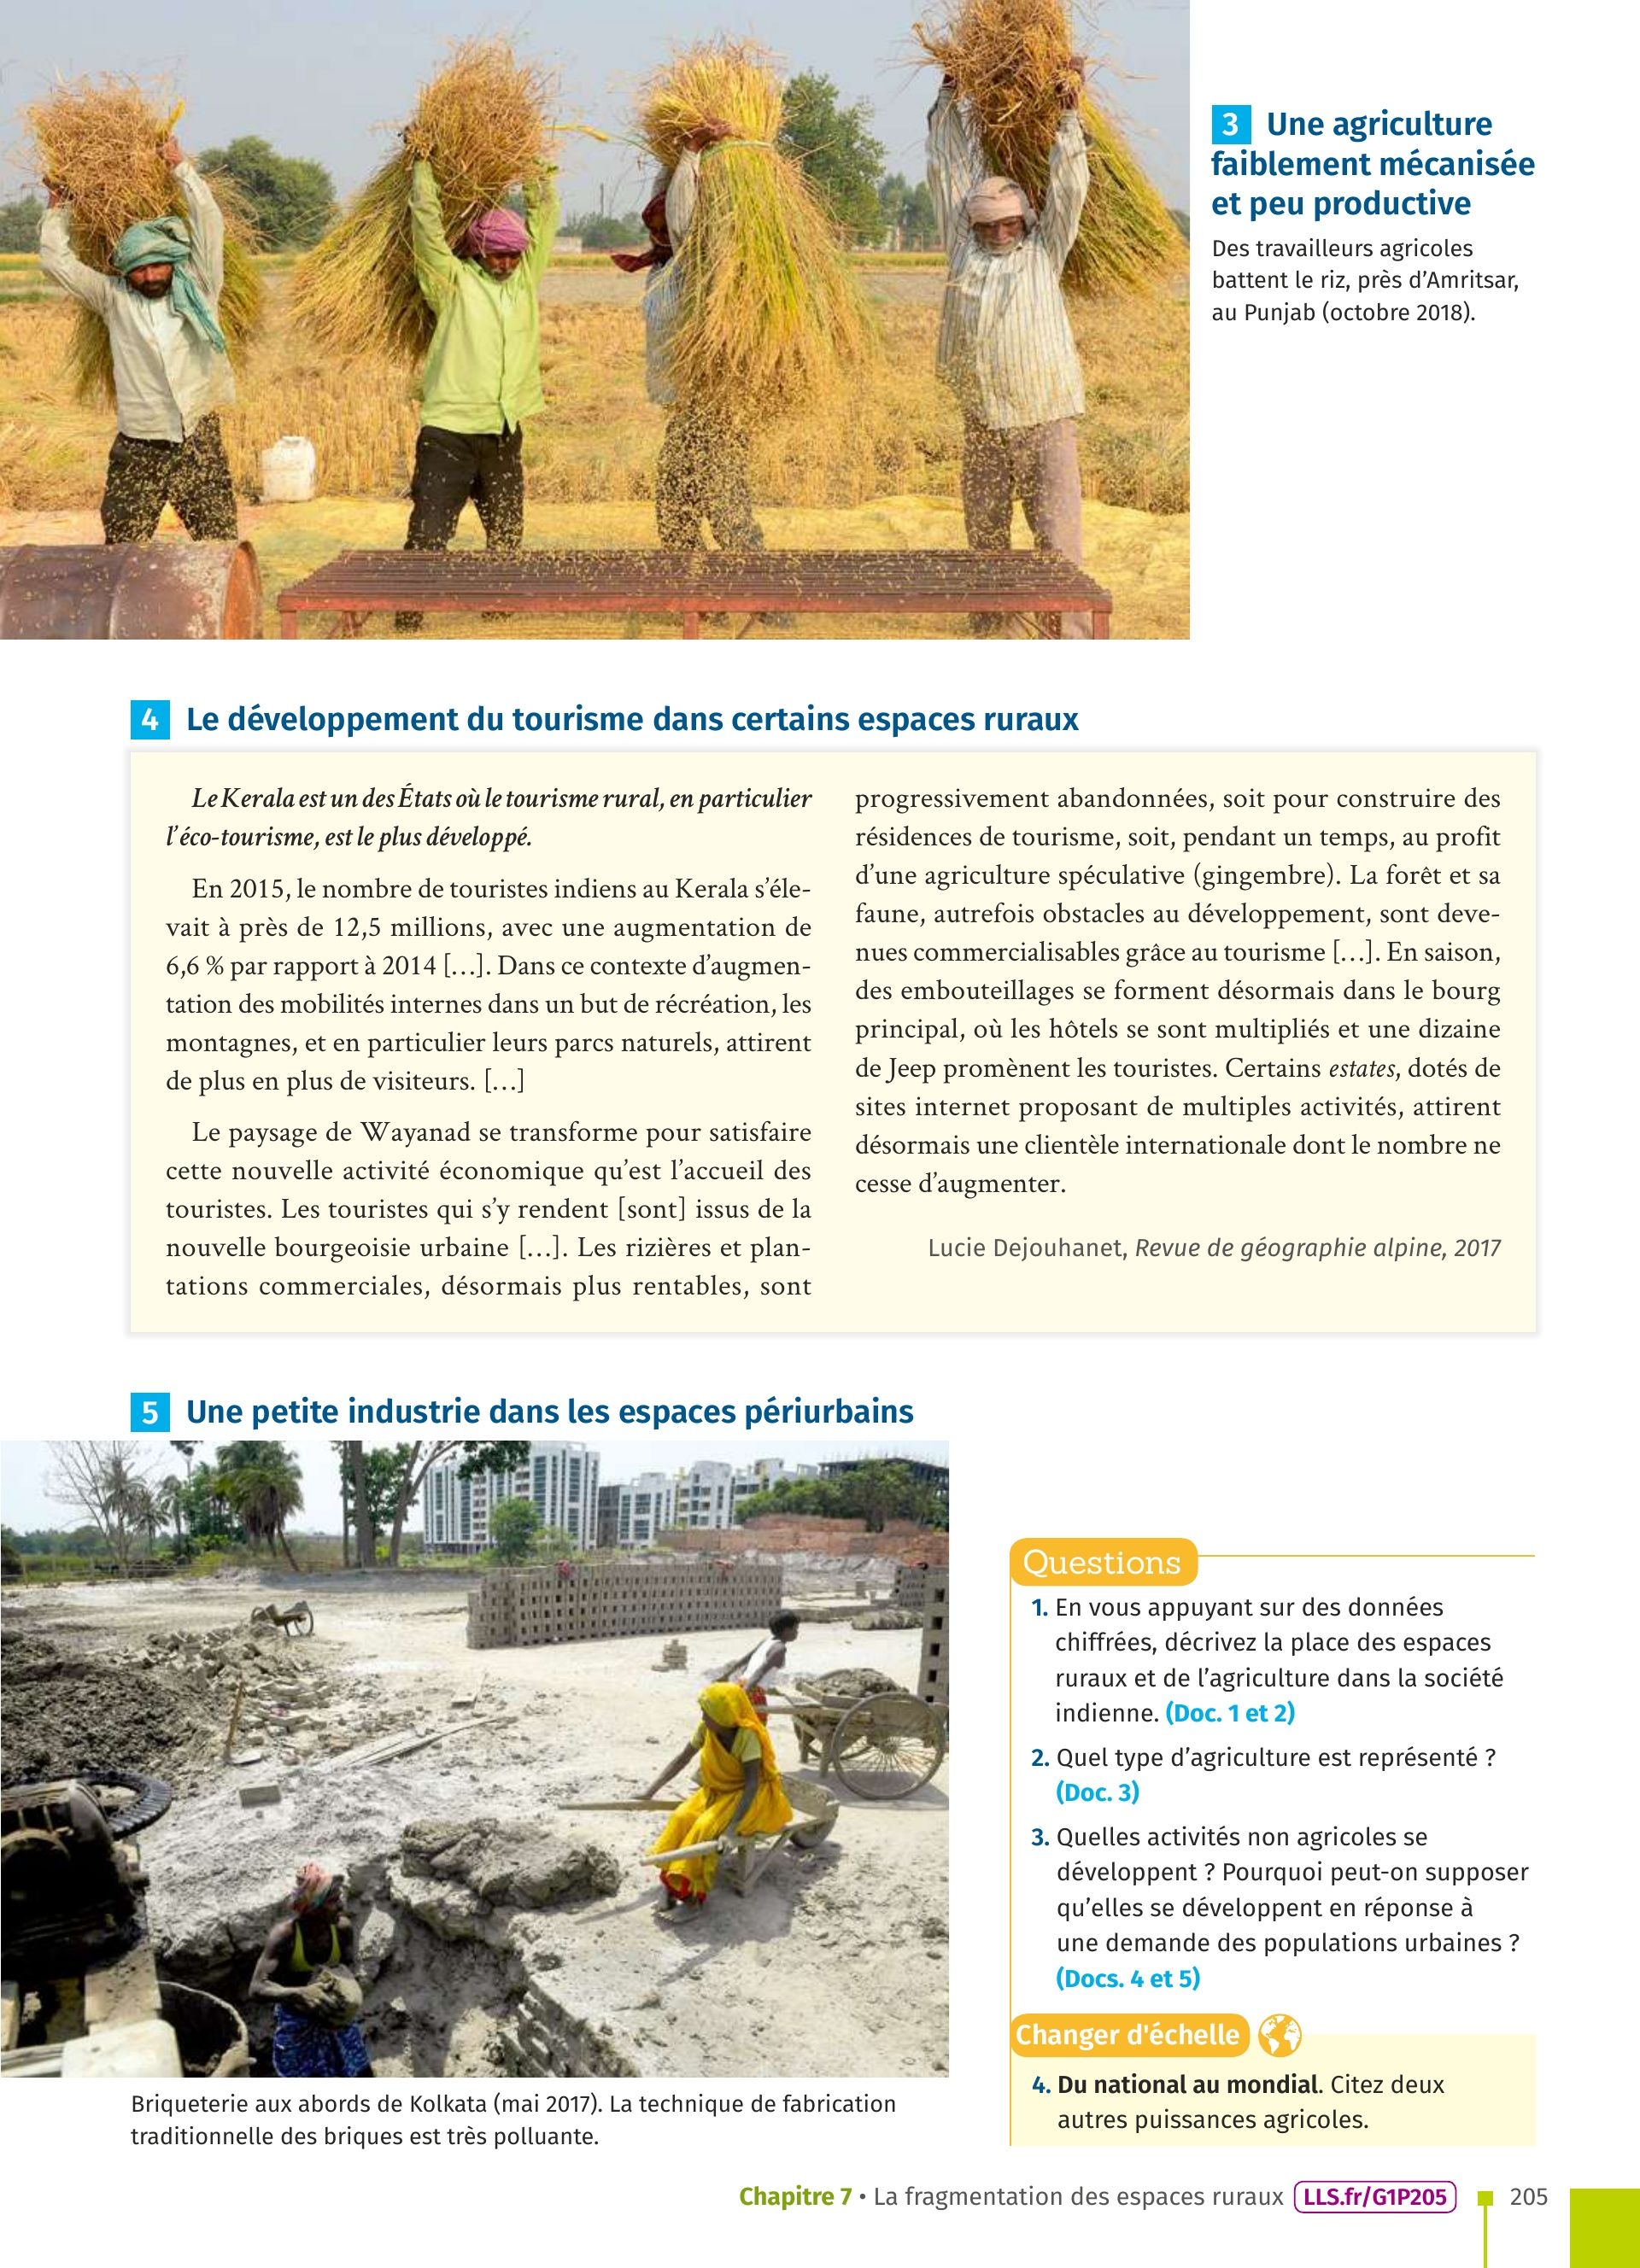 3 Une agriculture
faiblement mécanisée
et peu productive
Des travailleurs agricoles
battent le riz, près d’Amritsar,
au Punjab (octobre 2018).
4 Le développement du tourisme dans certains espaces ruraux
Le Kerala est un des États où le tourisme rural, en particulier
l’éco-tourisme, est le plus développé.
En 2015, le nombre de touristes indiens au Kerala s’éle-
vait à près de 12,5 millions, avec une augmentation de
6,6 % par rapport à 2014 […]. Dans ce contexte d’augmen-
tation des mobilités internes dans un but de récréation, les
montagnes, et en particulier leurs parcs naturels, attirent
de plus en plus de visiteurs. […]
Le paysage de Wayanad se transforme pour satisfaire
cette nouvelle activité économique qu’est l’accueil des
touristes. Les touristes qui s’y rendent [sont] issus de la
nouvelle bourgeoisie urbaine […]. Les rizières et plan-
tations commerciales, désormais plus rentables, sont
progressivement abandonnées, soit pour construire des
résidences de tourisme, soit, pendant un temps, au profit
d’une agriculture spéculative (gingembre). La forêt et sa
faune, autrefois obstacles au développement, sont deve-
nues commercialisables grâce au tourisme […]. En saison,
des embouteillages se forment désormais dans le bourg
principal, où les hôtels se sont multipliés et une dizaine
de Jeep promènent les touristes. Certains estates, dotés de
sites internet proposant de multiples activités, attirent
désormais une clientèle internationale dont le nombre ne
cesse d’augmenter.
Lucie Dejouhanet, Revue de géographie alpine, 2017
5 Une petite industrie dans les espaces périurbains
Briqueterie aux abords de Kolkata (mai 2017). La technique de fabrication
traditionnelle des briques est très polluante.
Questions
1. En vous appuyant sur des données
chiffrées, décrivez la place des espaces
ruraux et de l’agriculture dans la société
indienne. (Doc. 1 et 2)
2. Quel type d’agriculture est représenté ?
(Doc. 3)
3. Quelles activités non agricoles se
développent ? Pourquoi peut-on supposer
qu’elles se développent en réponse à
une demande des populations urbaines ?
(Docs. 4 et 5)
Changer d'échelle
4. Du national au mondial. Citez deux
autres puissances agricoles.
Chapitre 7 • La fragmentation des espaces ruraux LLS.fr/G1P205 205